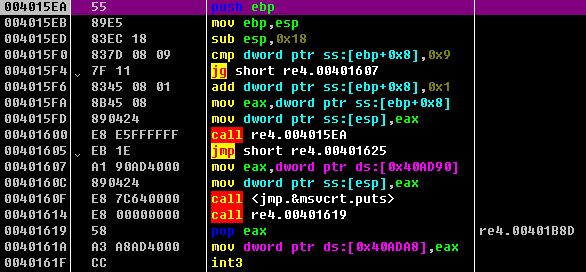 004015EA 55 push ebp
004015EB 89E5 mov ebp,esp
004015ED 83EC 18 sub esp,0x18
004015F0 837D 08 09 cmp dword ptr ss:[ebp+0x8],0x9
004015F4 7F 11 jg short re4.00401607
004015F6 8345 08 01 add dword ptr ss:[ebp+0x8],0x1
004015FA 8B45 08 mov eax,dword ptr ss:[ebp+0x8]
004015FD 890424 mov dword ptr ss:[esp],eax
00401600 E8 E5FFFFFF call re4.004015EA
00401605 EB 1E jmp short re4.00401625
00401607 A1 90AD4000 mov eax,dword ptr ds:[0x40AD90]
0040160C 890424 mov dword ptr ss:[esp],eax
0040160F E8 7C640000 call <jmp.&msvcrt.puts>
00401614 E8 00000000 call re4.00401619
00401619 58 pop eax re4.00401B8D
0040161A A3 A8AD4000 mov dword ptr ds:[0x40ADA8],eax
0040161F CC int3